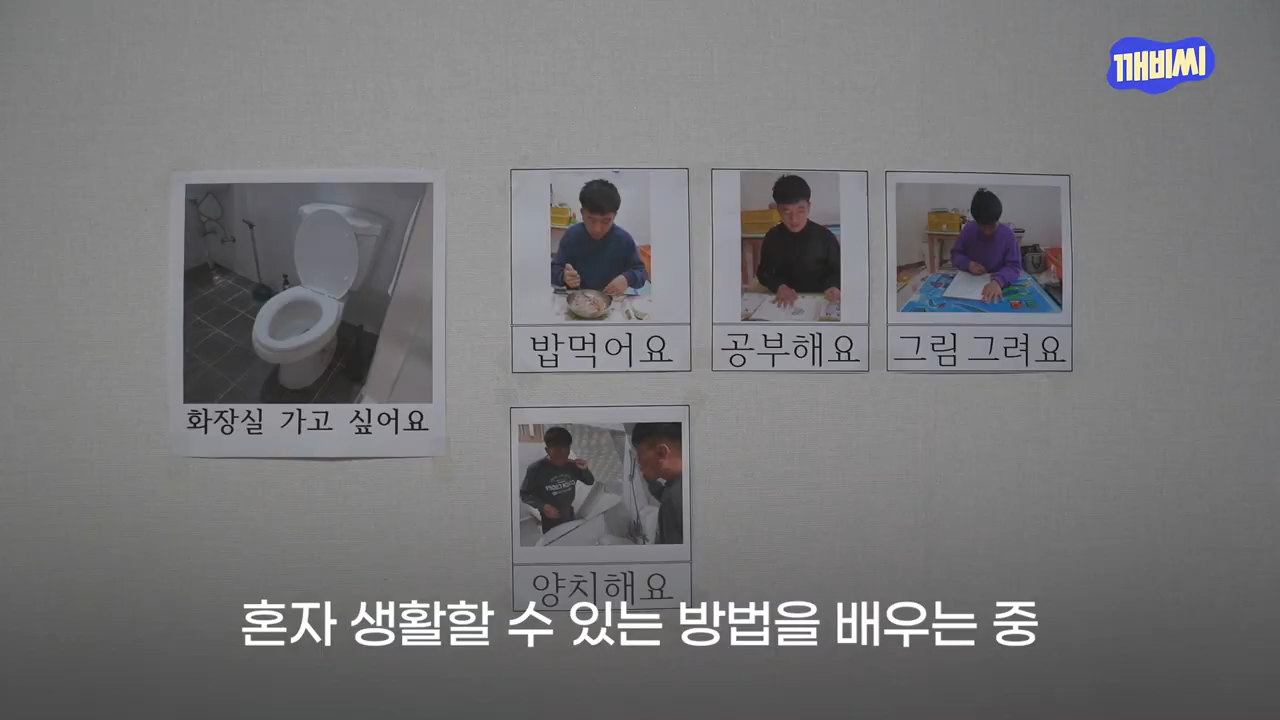 깨비씨
화장실 가고 싶어요
밥먹어요
공부해요
그림그려요
양치해요
혼자 생활할 수 있는 방법을 배우는 중